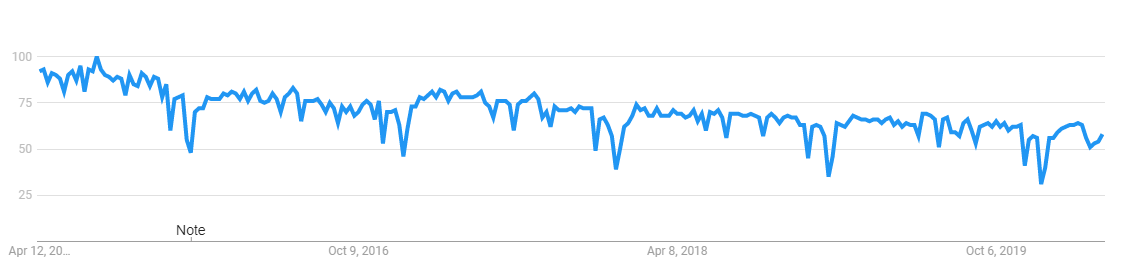 100
75
50
25
Note
Apr 12, 20...
Oct 9, 2016
Apr 8, 2018
Oct 6, 2019